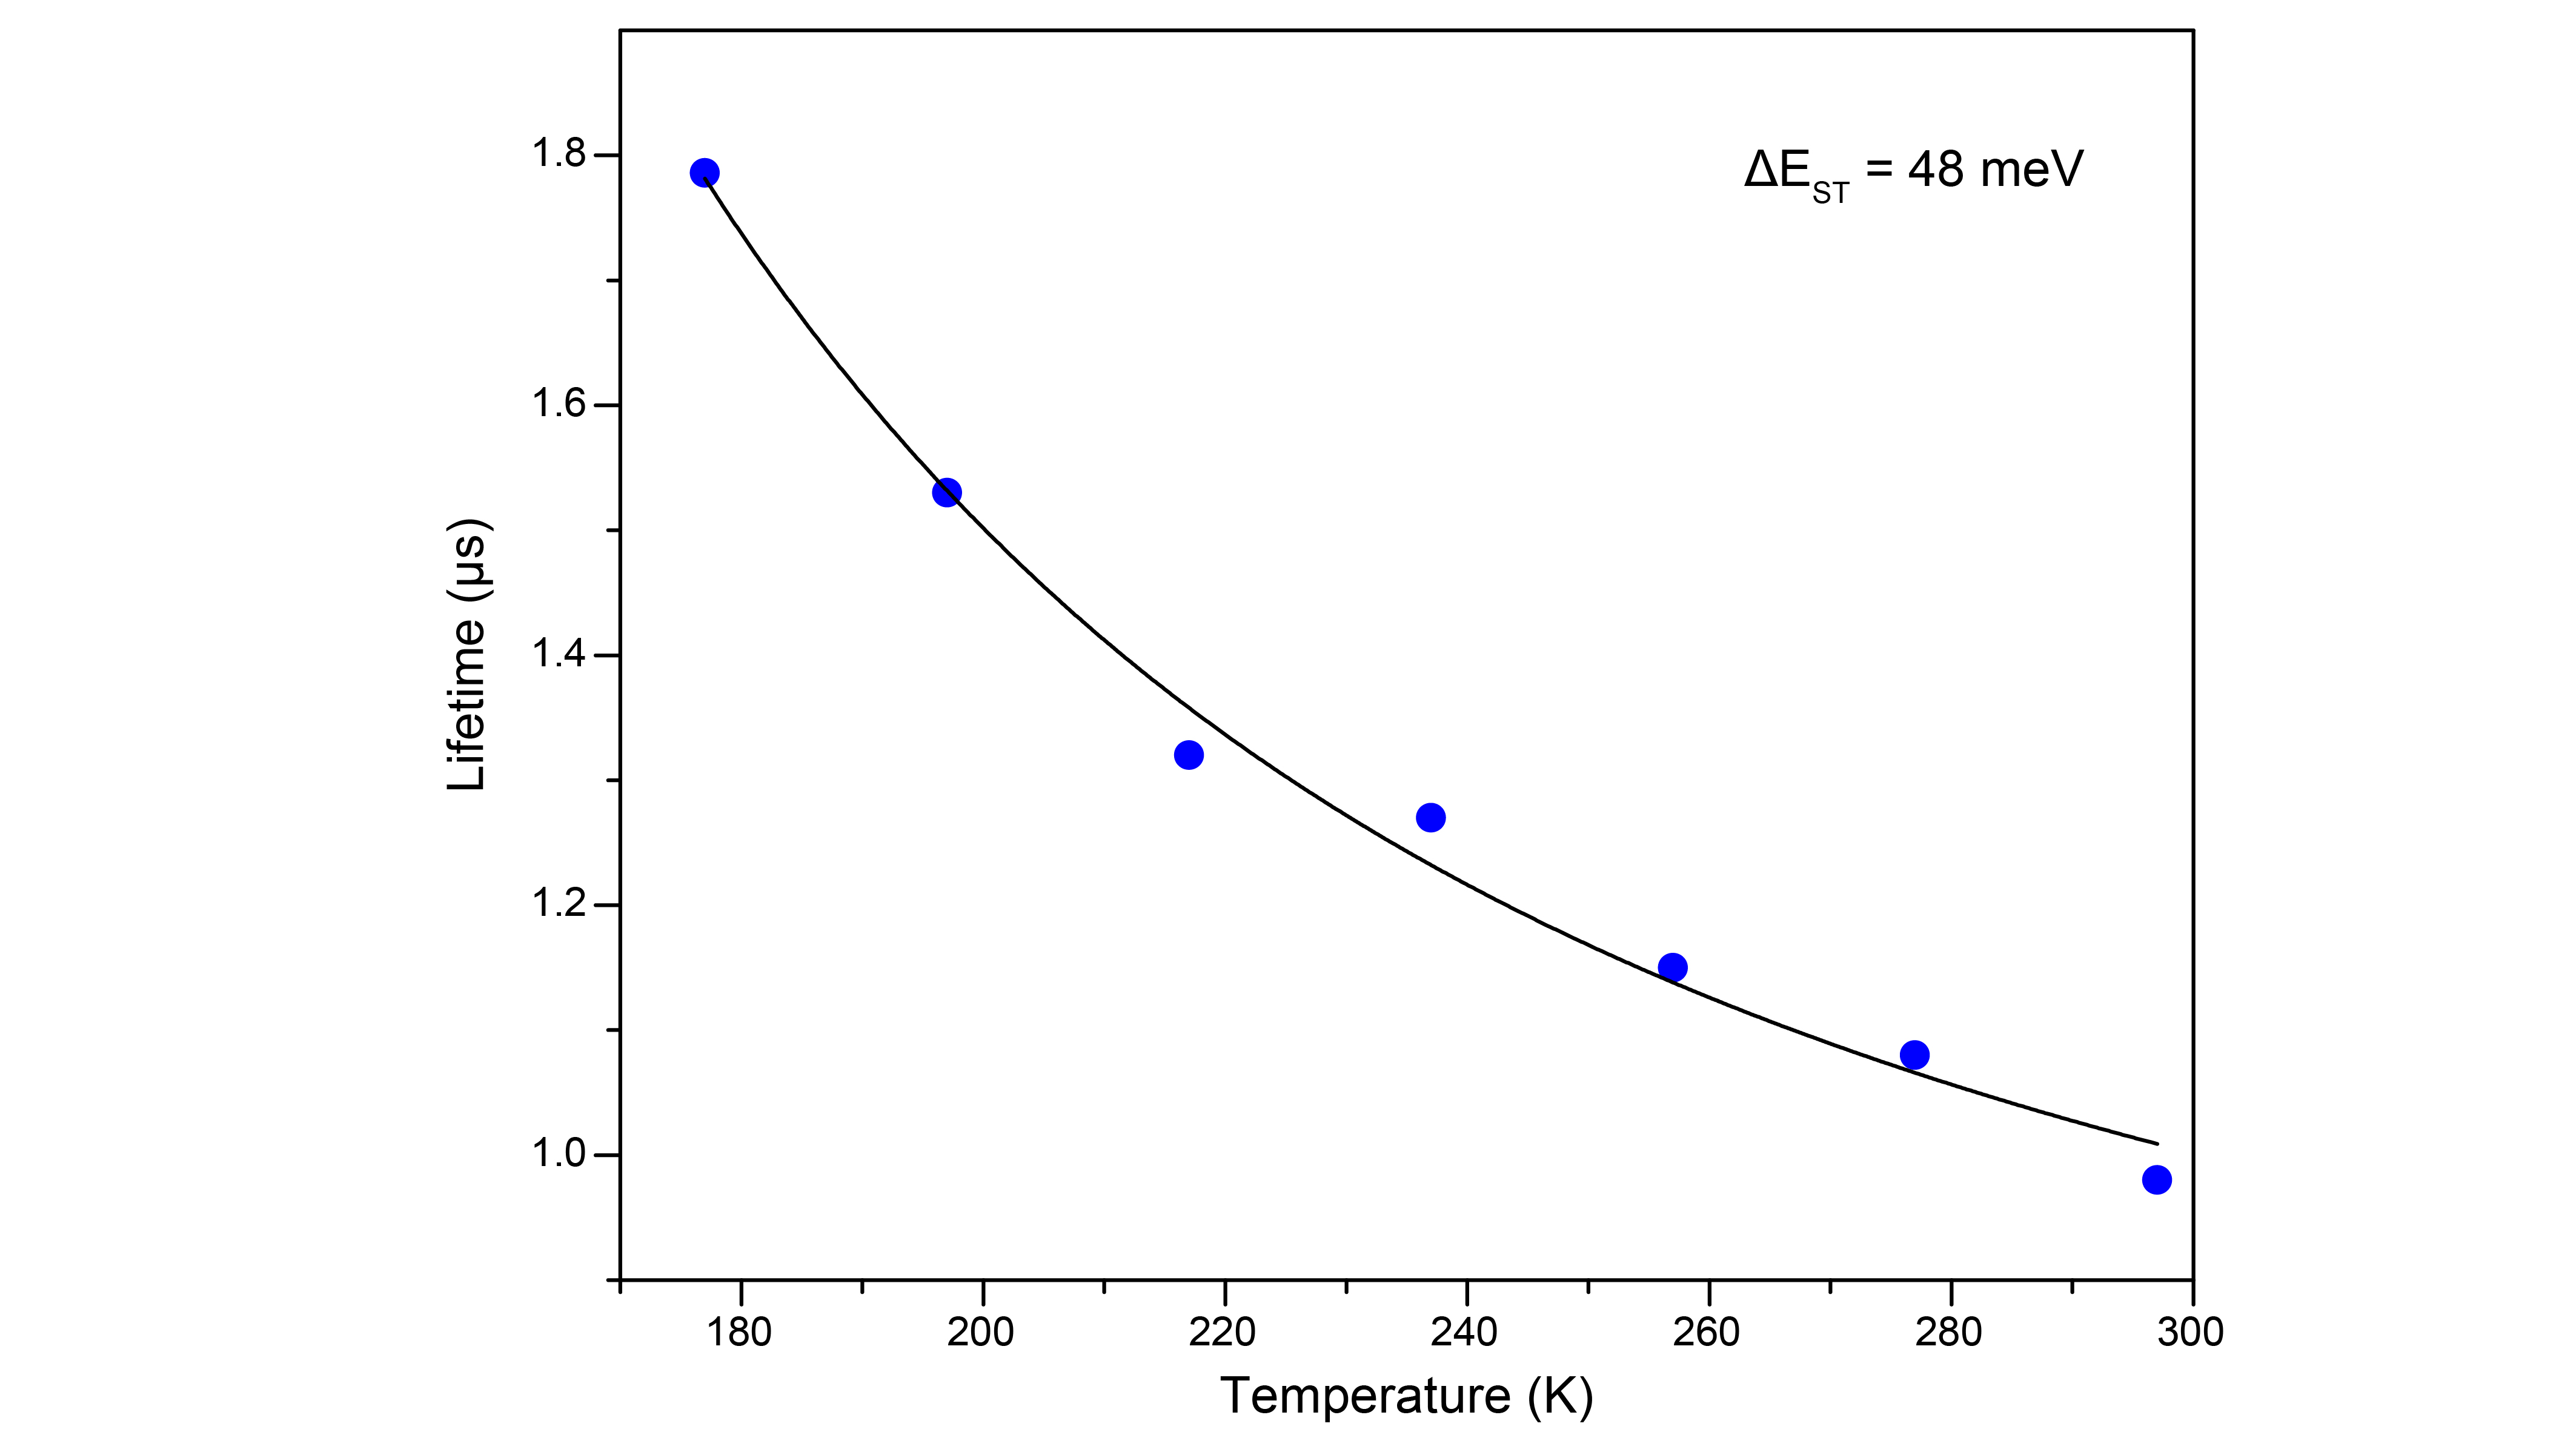 ΔE_ST = 48 meV
1.8
1.6
1.4
1.2
1.0
Lifetime (μs)
180 200 220 240 260 280 300
Temperature (K)